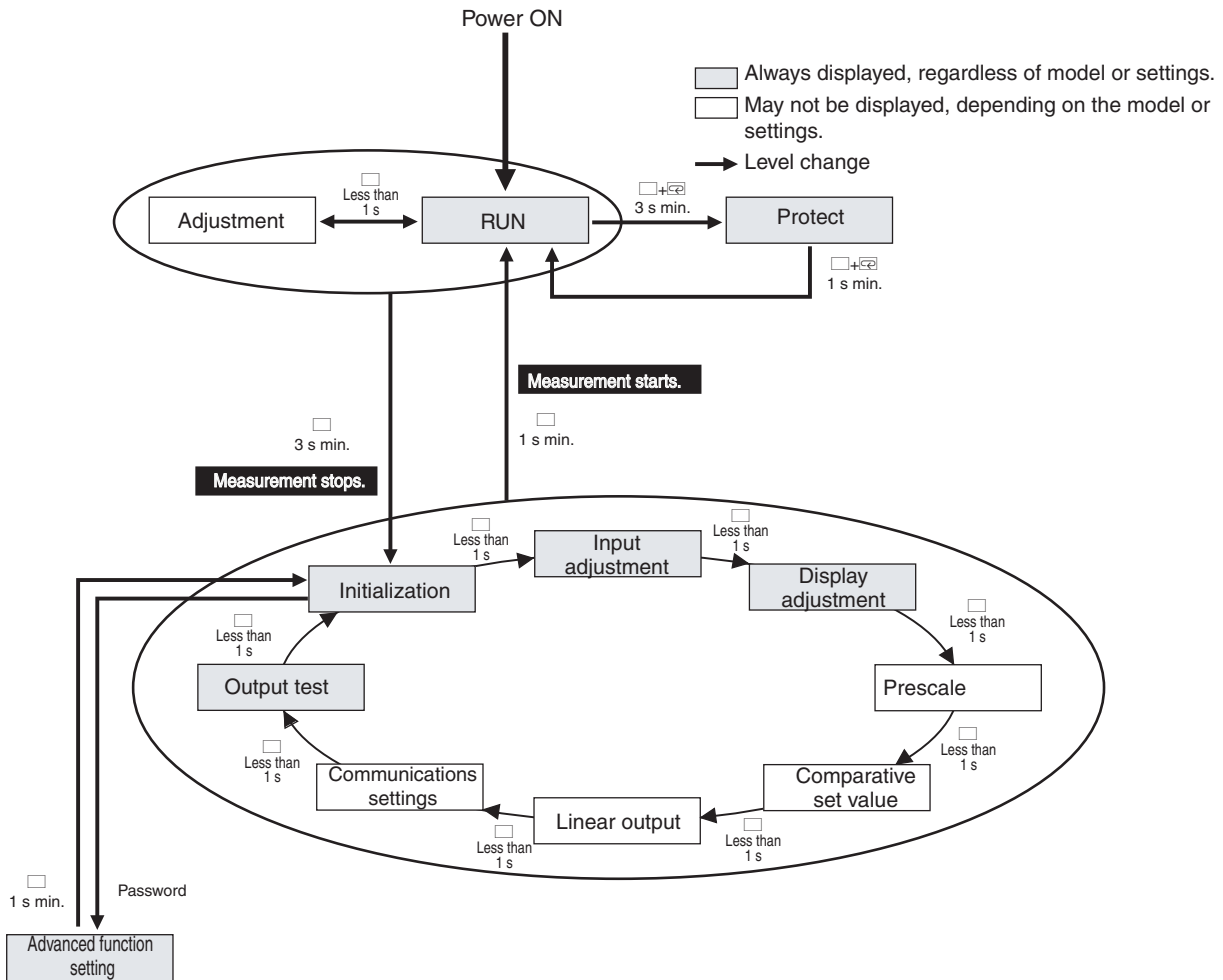 Power ON
Always displayed, regardless of model or settings.
May not be displayed, depending on the model or
settings.
Level change
Less than
1 s
+
3 s min.
Adjustment
RUN
Protect
+
1 s min.
Measurement starts.
3 s min.
1 s min.
Measurement stops.
Less than
1 s
Input
adjustment
Less than
1 s
Initialization
Display
adjustment
Less than
1 s
Less than
1 s
Output test
Prescale
Less than
1 s
Less than
1 s
Communications
settings
Comparative
set value
Linear output
Less than
1 s
Less than
1 s
1 s min.
Password
Advanced function
setting